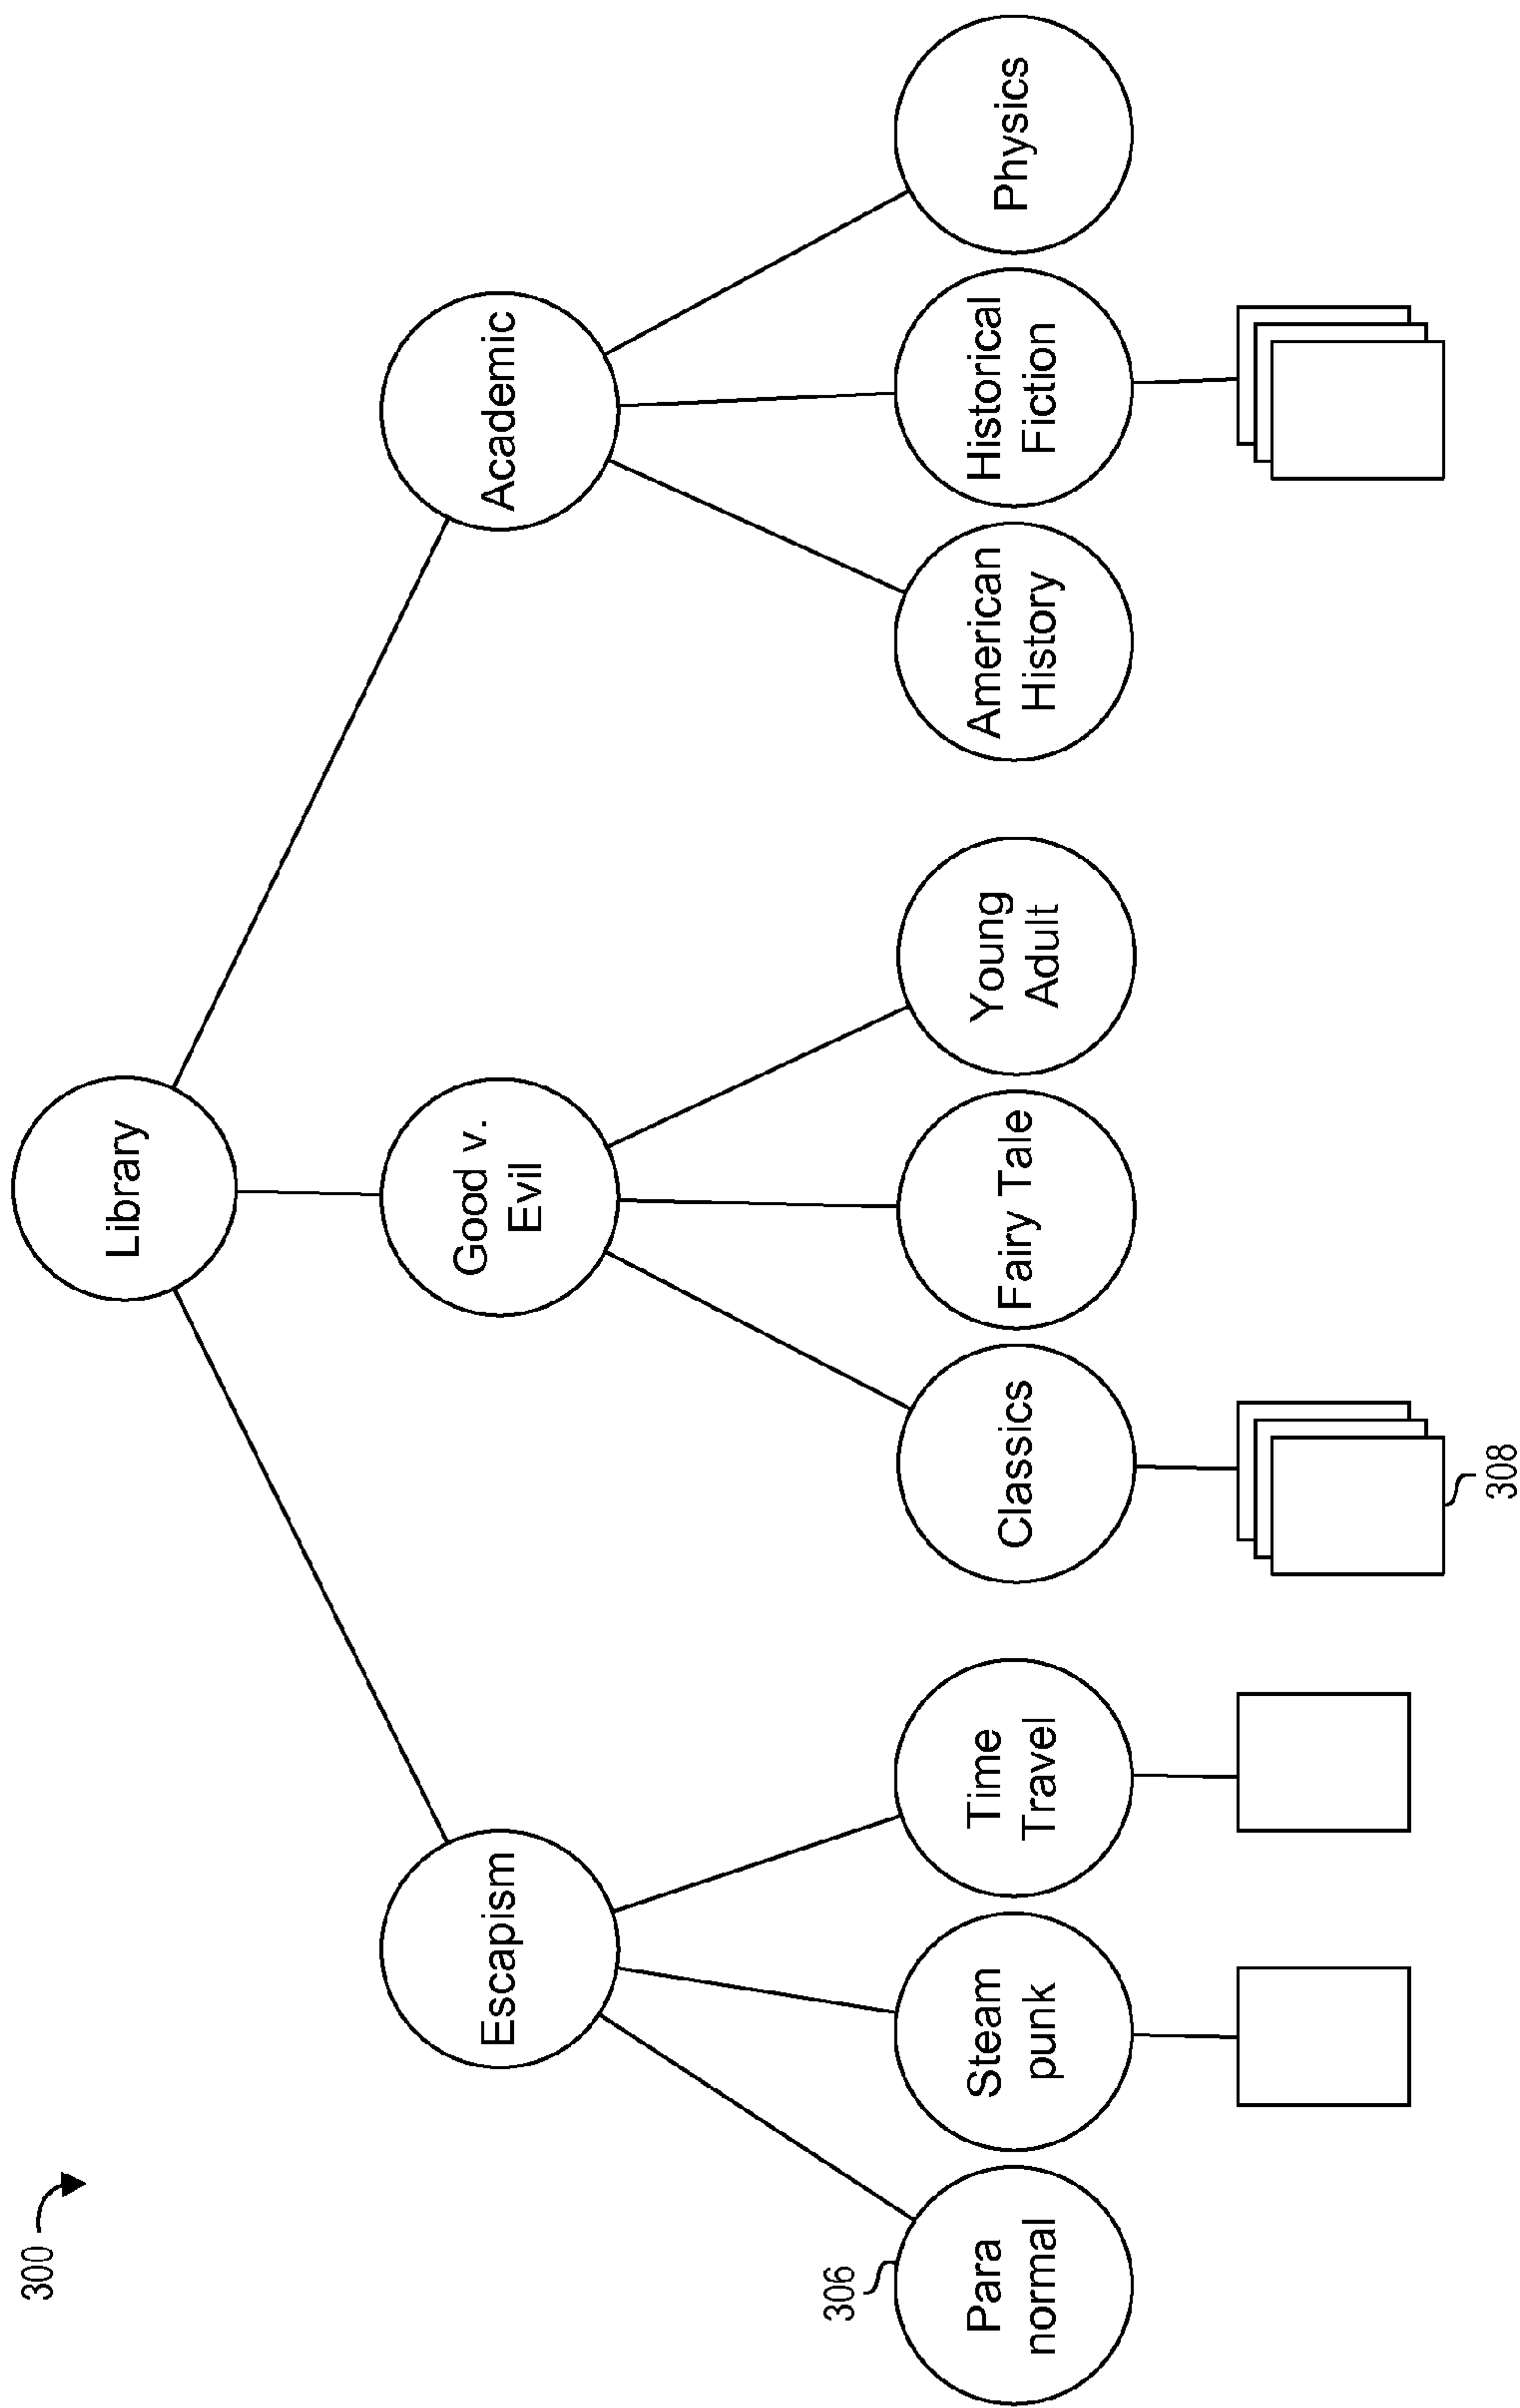 300
Library
Escapism
Good v.
Evil
Academic
306
Para
normal
Steam
punk
Time
Travel
Classics
Fairy Tale
Young
Adult
American
History
Historical
Fiction
Physics
308